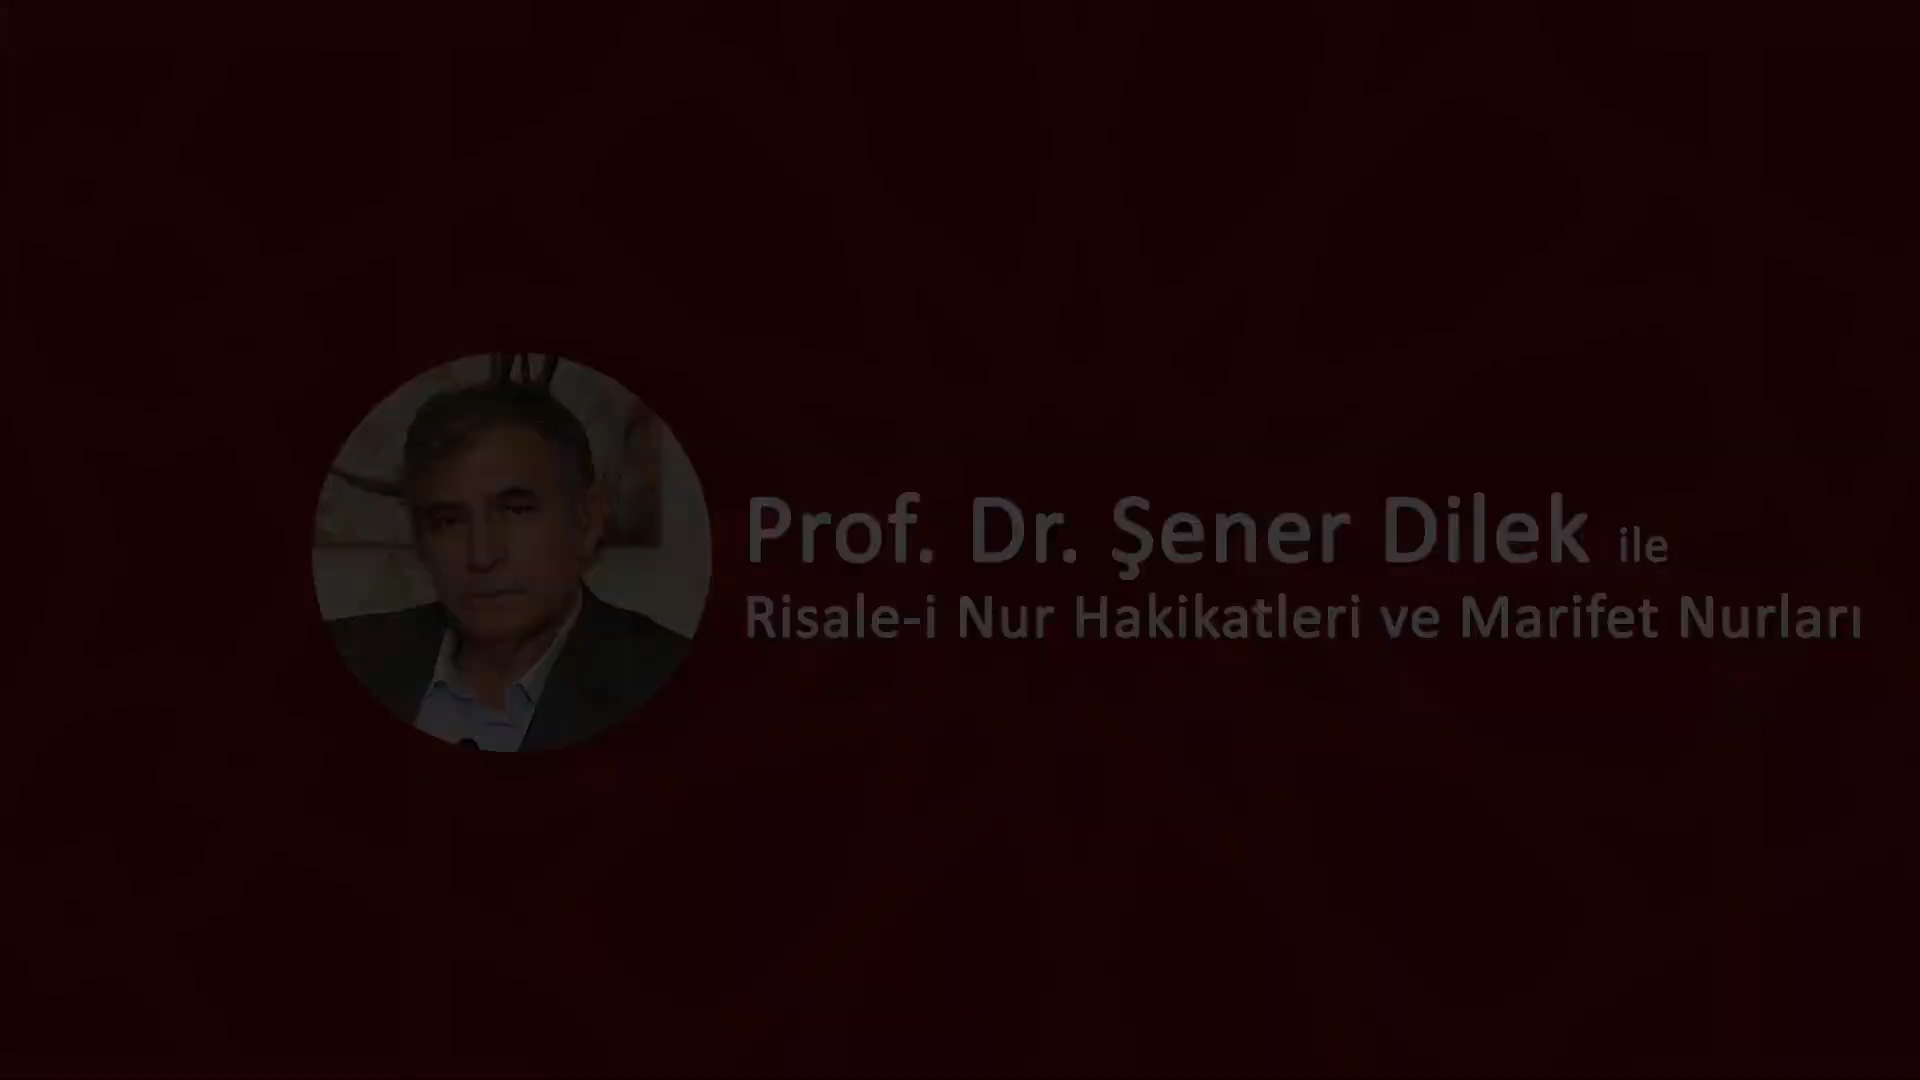 Prof. Dr. Şener Dilek ile
Risale-i Nur Hakikatleri ve Marifet Nurları